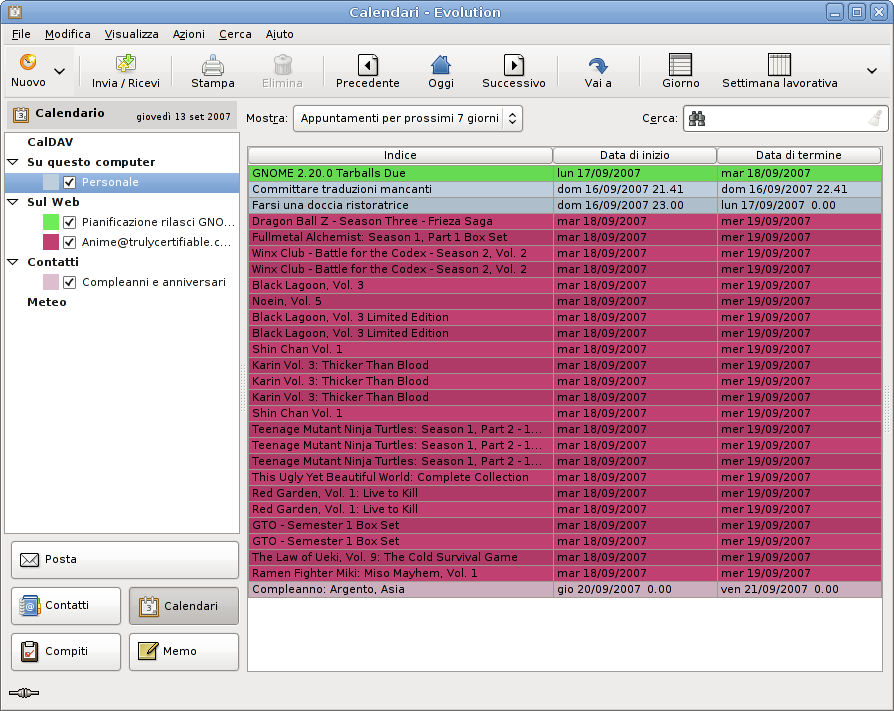 Calendari - Evolution
File Modifica Visualizza Azioni Cerca Aiuto
Nuovo Invia / Ricevi Stampa Elimina Precedente Oggi Successivo Vai a Giorno Settimana lavorativa
Calendario giovedì 13 set 2007
Mostra: Appuntamenti per prossimi 7 giorni Cerca:
CalDAV
Su questo computer
Personale
Sul Web
Pianificazione rilasci GNO...
Anime@trulycertifiable.c...
Contatti
Compleanni e anniversari
Meteo
Posta
Contatti Calendari
Compiti Memo
Indice Data di inizio Data di termine
GNOME 2.20.0 Tarballs Due lun 17/09/2007 mar 18/09/2007
Committare traduzioni mancanti dom 16/09/2007 21.41 dom 16/09/2007 22.41
Farsi una doccia ristoratrice dom 16/09/2007 23.00 lun 17/09/2007 0.00
Dragon Ball Z - Season Three - Frieza Saga mar 18/09/2007 mer 19/09/2007
Fullmetal Alchemist: Season 1, Part 1 Box Set mar 18/09/2007 mer 19/09/2007
Winx Club - Battle for the Codex - Season 2, Vol. 2 mar 18/09/2007 mer 19/09/2007
Winx Club - Battle for the Codex - Season 2, Vol. 2 mar 18/09/2007 mer 19/09/2007
Black Lagoon, Vol. 3 mar 18/09/2007 mer 19/09/2007
Noein, Vol. 5 mar 18/09/2007 mer 19/09/2007
Black Lagoon, Vol. 3 Limited Edition mar 18/09/2007 mer 19/09/2007
Black Lagoon, Vol. 3 Limited Edition mar 18/09/2007 mer 19/09/2007
Shin Chan Vol. 1 mar 18/09/2007 mer 19/09/2007
Karin Vol. 3: Thicker Than Blood mar 18/09/2007 mer 19/09/2007
Karin Vol. 3: Thicker Than Blood mar 18/09/2007 mer 19/09/2007
Karin Vol. 3: Thicker Than Blood mar 18/09/2007 mer 19/09/2007
Shin Chan Vol. 1 mar 18/09/2007 mer 19/09/2007
Teenage Mutant Ninja Turtles: Season 1, Part 2 - 1... mar 18/09/2007 mer 19/09/2007
Teenage Mutant Ninja Turtles: Season 1, Part 2 - 1... mar 18/09/2007 mer 19/09/2007
Teenage Mutant Ninja Turtles: Season 1, Part 2 - 1... mar 18/09/2007 mer 19/09/2007
This Ugly Yet Beautiful World: Complete Collection mar 18/09/2007 mer 19/09/2007
Red Garden, Vol. 1: Live to Kill mar 18/09/2007 mer 19/09/2007
Red Garden, Vol. 1: Live to Kill mar 18/09/2007 mer 19/09/2007
GTO - Semester 1 Box Set mar 18/09/2007 mer 19/09/2007
GTO - Semester 1 Box Set mar 18/09/2007 mer 19/09/2007
The Law of Ueki, Vol. 9: The Cold Survival Game mar 18/09/2007 mer 19/09/2007
Ramen Fighter Miki: Miso Mayhem, Vol. 1 mar 18/09/2007 mer 19/09/2007
Compleanno: Argento, Asia gio 20/09/2007 0.00 ven 21/09/2007 0.00